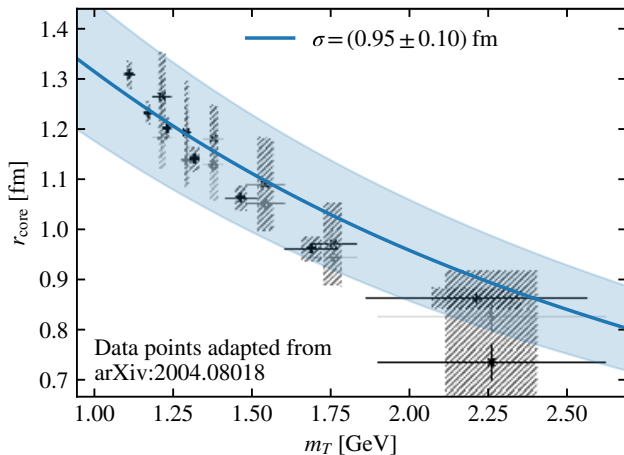 1.4
1.3
1.2
1.1
1.0
0.9
0.8
0.7
r_core [fm]
σ = (0.95 ± 0.10) fm
Data points adapted from
arXiv:2004.08018
1.00 1.25 1.50 1.75 2.00 2.25 2.50
m_T [GeV]